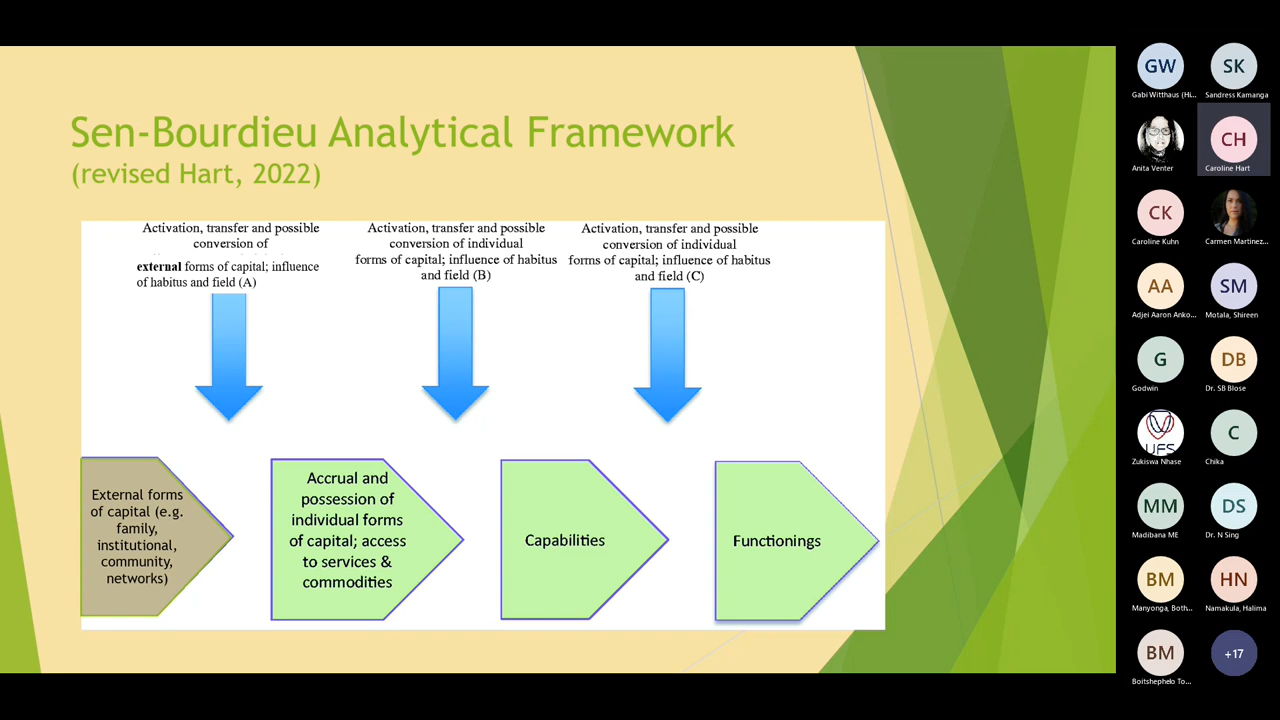 Sen-Bourdieu Analytical Framework
(revised Hart, 2022)
Activation, transfer and possible
conversion of
external forms of capital; influence
of habitus and field (A)
Activation, transfer and possible
conversion of individual
forms of capital; influence of habitus
and field (B)
Activation, transfer and possible
conversion of individual
forms of capital; influence of habitus
and field (C)
External forms
of capital (e.g.
family,
institutional,
community,
networks)
Accrual and
possession of
individual forms
of capital; access
to services &
commodities
Capabilities
Functionings
GW
Gabi Witthaus (Hi...
SK
Sandress Kamanga
Anita Venter
CH
Caroline Hart
CK
Caroline Kuhn
Carmen Martinez...
AA
Adjei Aaron Anko...
SM
Motala, Shireen
G
Godwin
DB
Dr. SB Blose
UFS
Zukiswa Nhase
C
Chika
MM
Madibana ME
DS
Dr. N Sing
BM
Manyonga, Both...
HN
Namakula, Halima
BM
Boitshephelo To...
+17